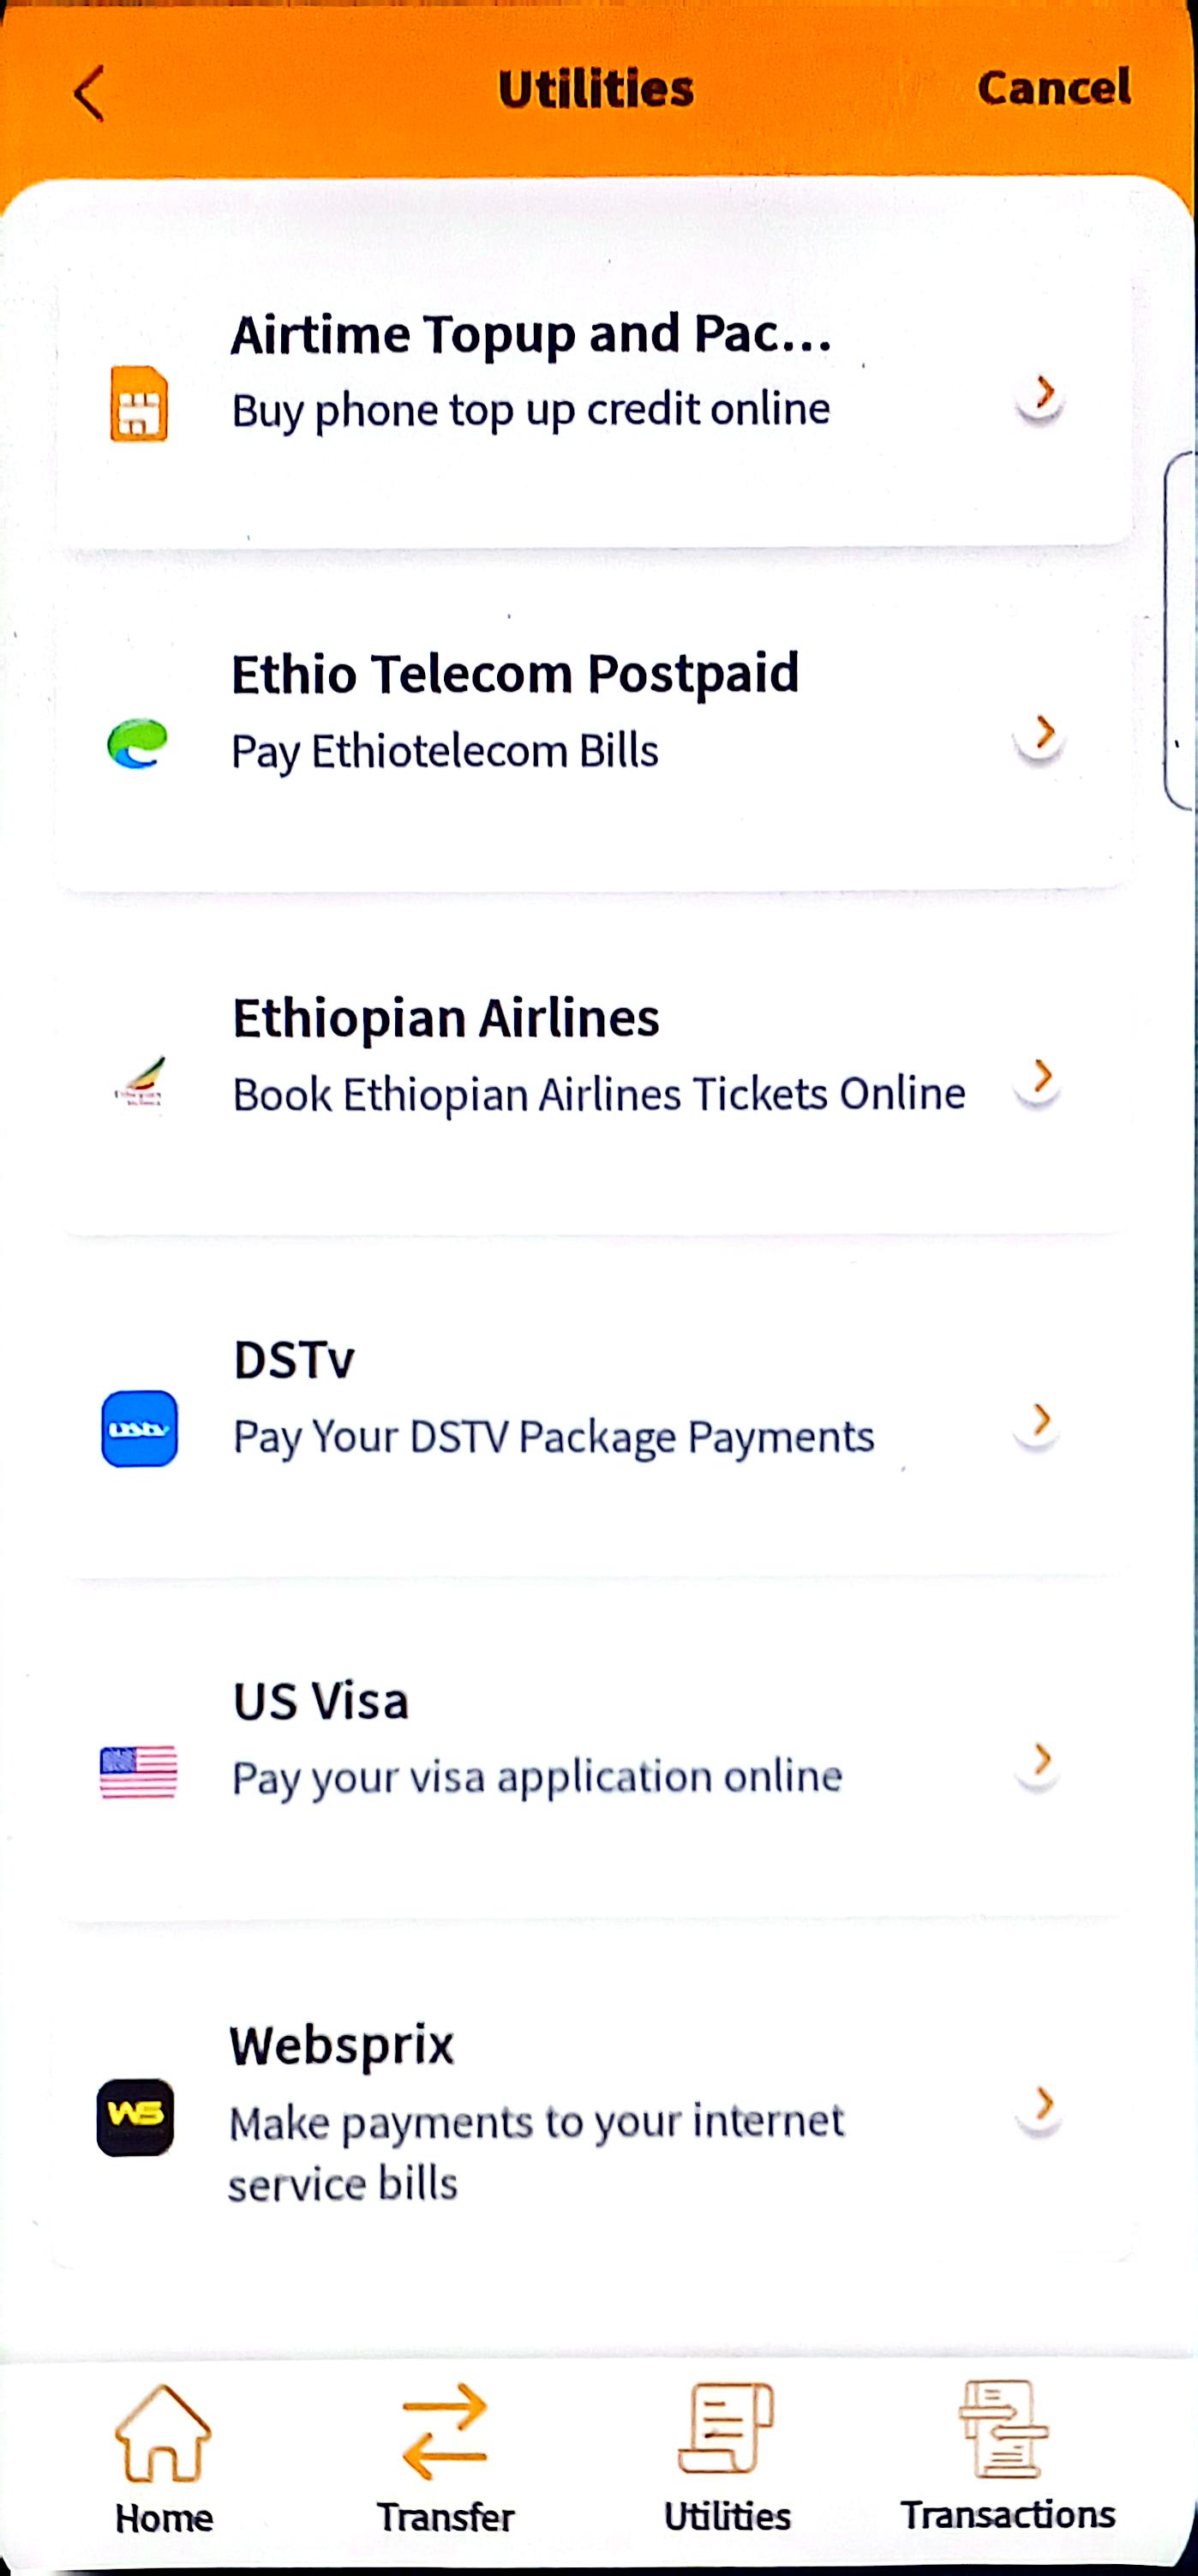 Utilities
Cancel
Airtime Topup and Pac...
Buy phone top up credit online
Ethio Telecom Postpaid
Pay Ethiotelecom Bills
Ethiopian Airlines
Book Ethiopian Airlines Tickets Online
DSTv
dstv
Pay Your DSTV Package Payments
US Visa
Pay your visa application online
Websprix
WS
Make payments to your internet
service bills
Home
Transfer
Utilities
Transactions